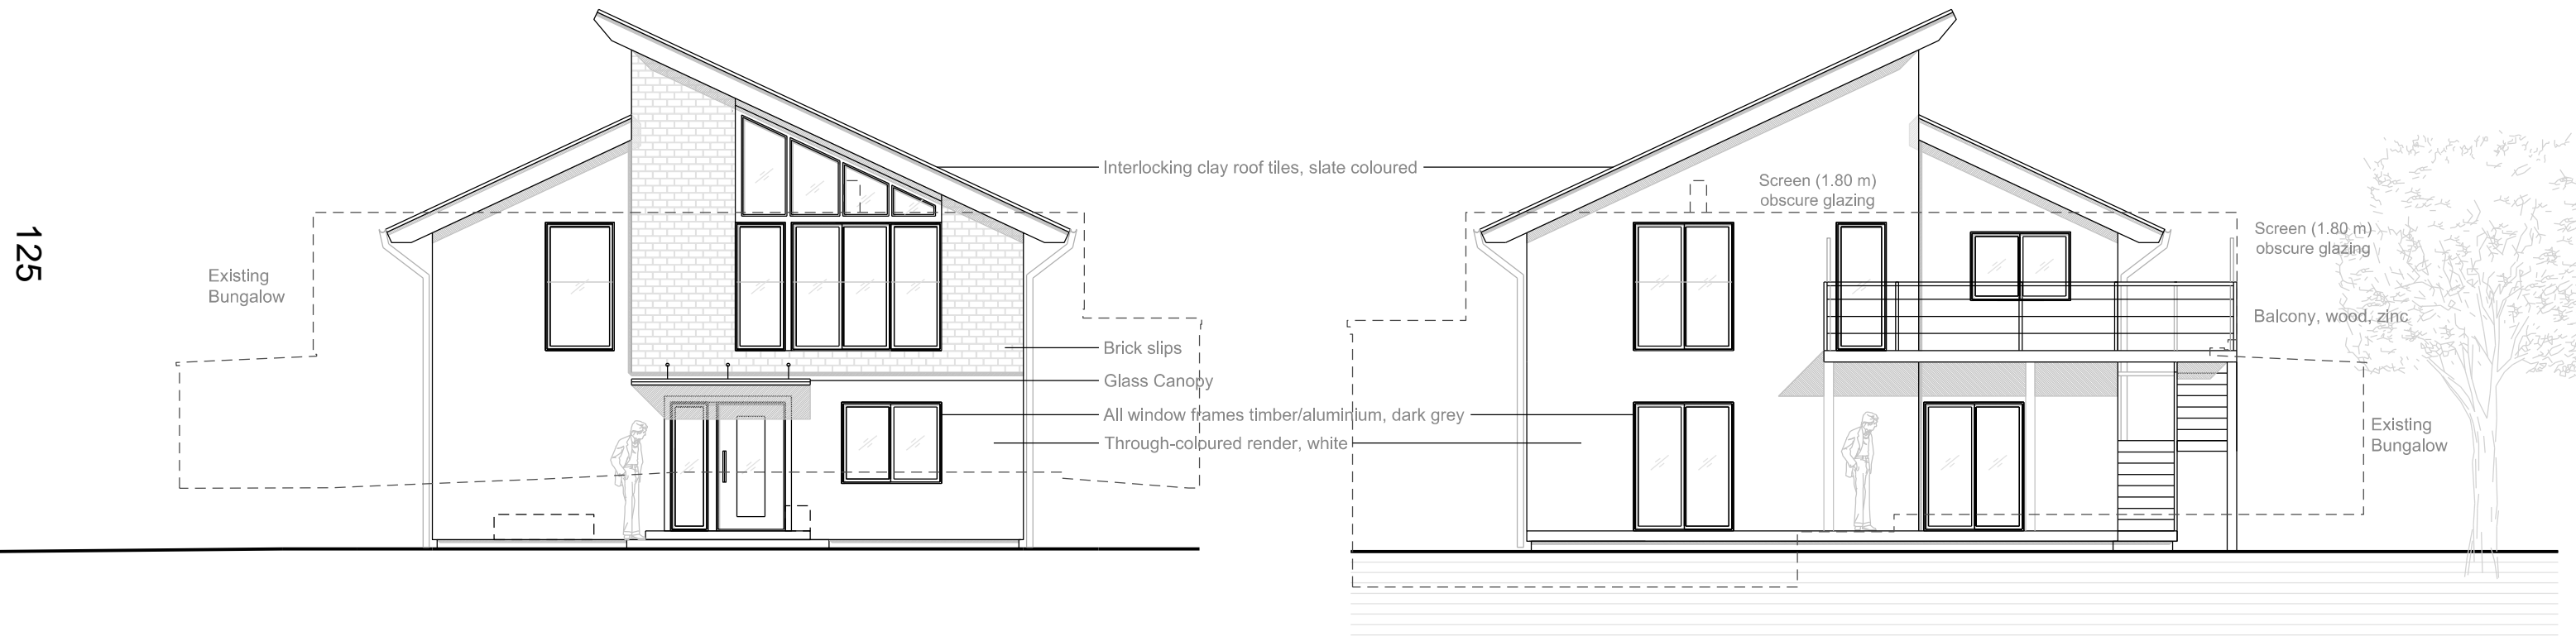 125
Existing
Bungalow
Interlocking clay roof tiles, slate coloured
Brick slips
Glass Canopy
All window frames timber/aluminium, dark grey
Through-coloured render, white
Screen (1.80 m)
obscure glazing
Screen (1.80 m)
obscure glazing
Balcony, wood, zinc
Existing
Bungalow